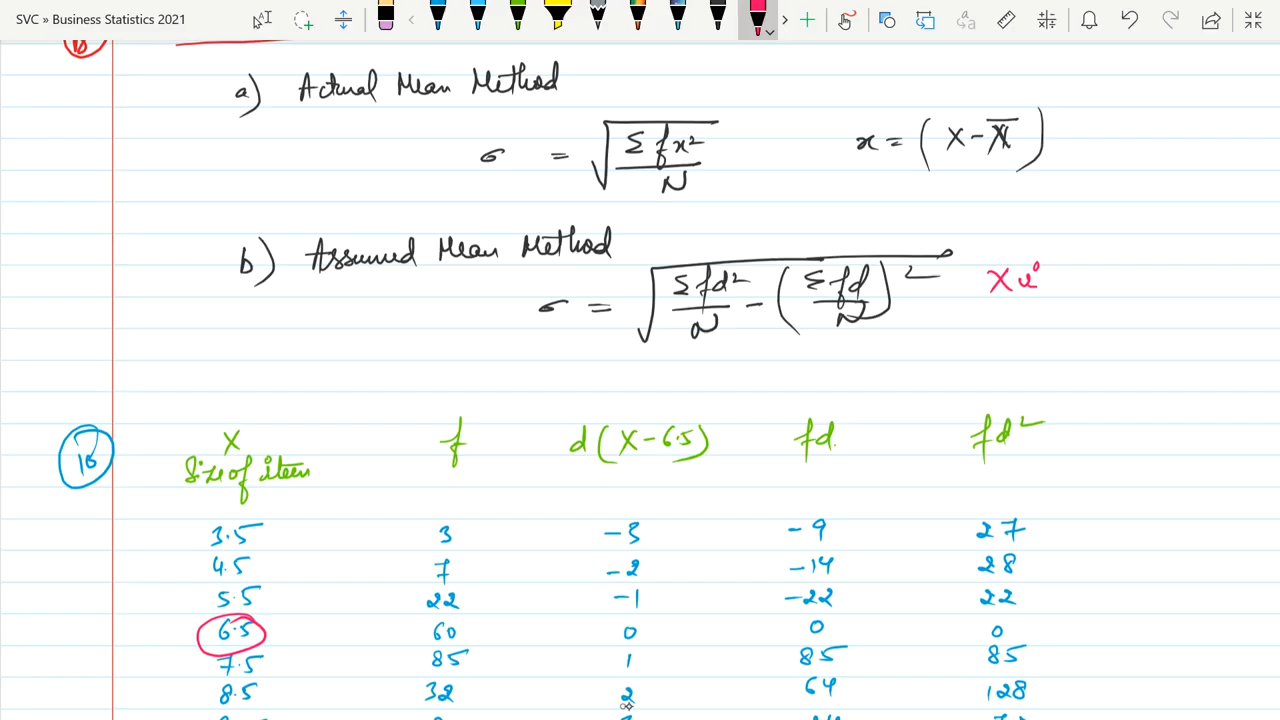 SVC » Business Statistics 2021
a) Actual Mean Method
σ = √(Σfx²/N) x = (X - X̄)
b) Assumed Mean Method
σ = √(Σfd²/N - (Σfd/N)²) X i
18 X f d (X-6.5) fd. fd²
Size of item
3.5 3 -3 -9 27
4.5 7 -2 -14 28
5.5 22 -1 -22 22
6.5 60 0 0 0
7.5 85 1 85 85
8.5 32 2 64 128